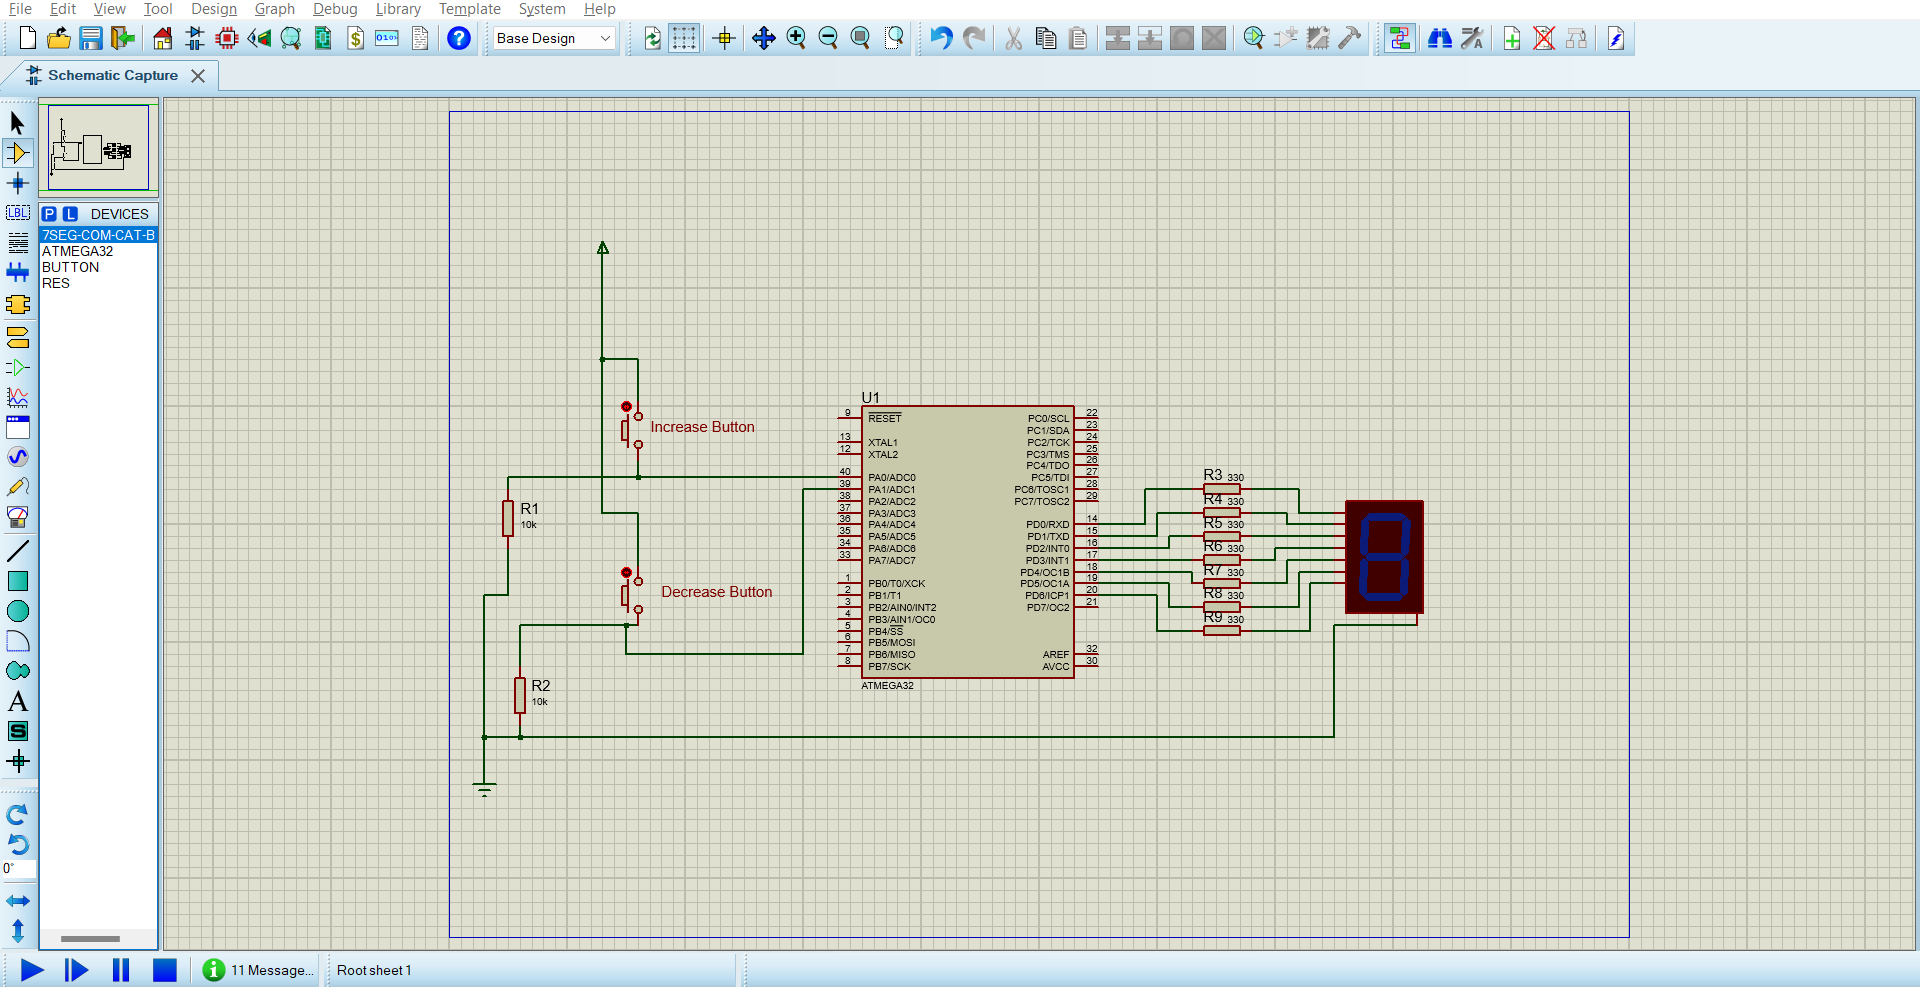 File Edit View Tool Design Graph Debug Library Template System Help
Base Design
Schematic Capture
P L DEVICES
7SEG-COM-CAT-B
ATMEGA32
BUTTON
RES
LBL
A
S
0°
Increase Button
Decrease Button
R1
10k
R2
10k
U1
9 RESET
13 XTAL1
12 XTAL2
40 PA0/ADC0
39 PA1/ADC1
38 PA2/ADC2
37 PA3/ADC3
36 PA4/ADC4
35 PA5/ADC5
34 PA6/ADC6
33 PA7/ADC7
1 PB0/T0/XCK
2 PB1/T1
3 PB2/AIN0/INT2
4 PB3/AIN1/OC0
5 PB4/SS
6 PB5/MOSI
7 PB6/MISO
8 PB7/SCK
PC0/SCL 22
PC1/SDA 23
PC2/TCK 24
PC3/TMS 25
PC4/TDO 26
PC5/TDI 27
PC6/TOSC1 28
PC7/TOSC2 29
PD0/RXD 14
PD1/TXD 15
PD2/INT0 16
PD3/INT1 17
PD4/OC1B 18
PD5/OC1A 19
PD6/ICP1 20
PD7/OC2 21
AREF 32
AVCC 30
ATMEGA32
R3 330
R4 330
R5 330
R6 330
R7 330
R8 330
R9 330
11 Message...
Root sheet 1